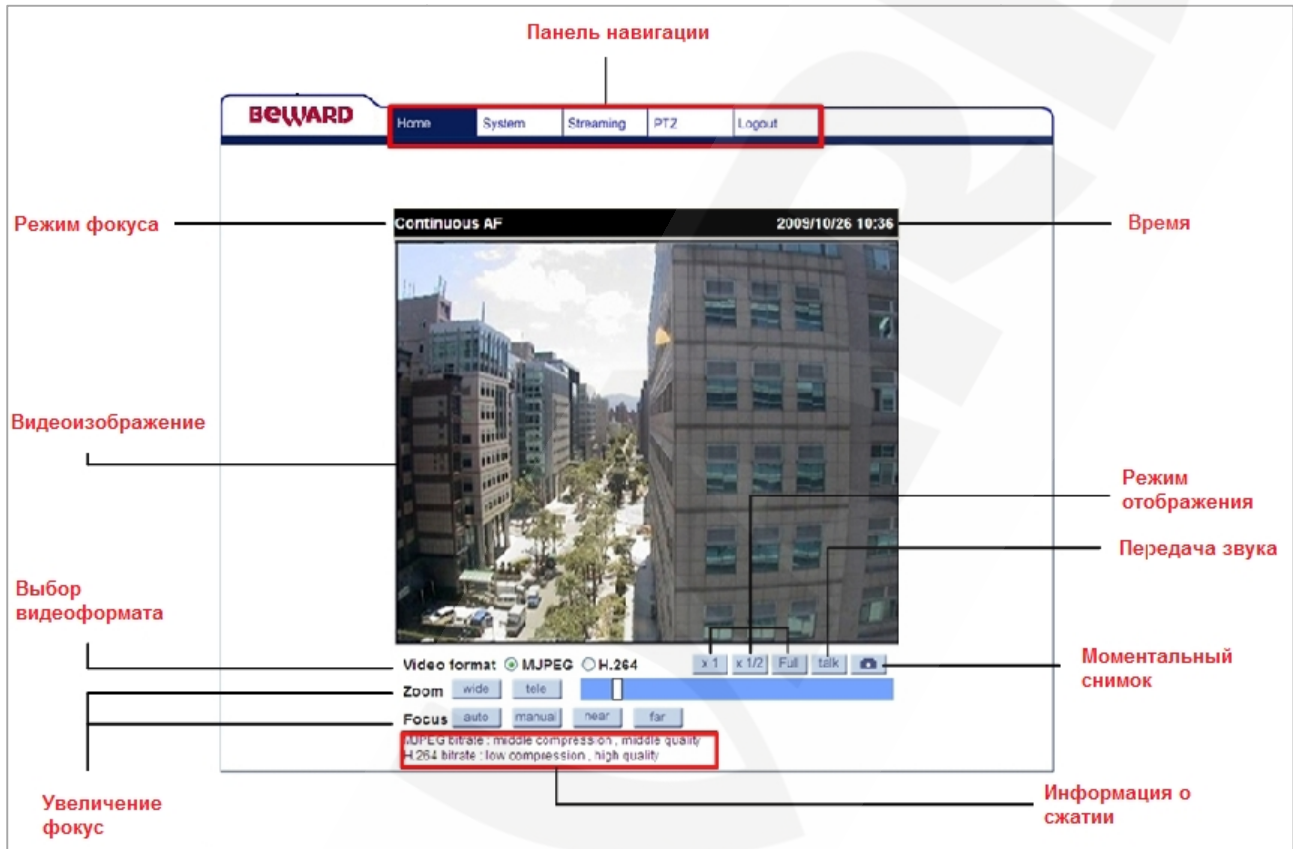 Панель навигации
BEWARD
Home System Streaming PTZ Logout
Режим фокуса
Continuous AF 2009/10/26 10:36
Время
Видеоизображение
Режим
отображения
Передача звука
Выбор
видеоформата
Video format MJPEG H.264 x 1 x 1/2 Full talk
Моментальный
снимок
Zoom wide tele
Focus auto manual near far
MJPEG bitrate : middle compression , middle quality
H.264 bitrate : low compression , high quality
Увеличение
фокус
Информация о
сжатии